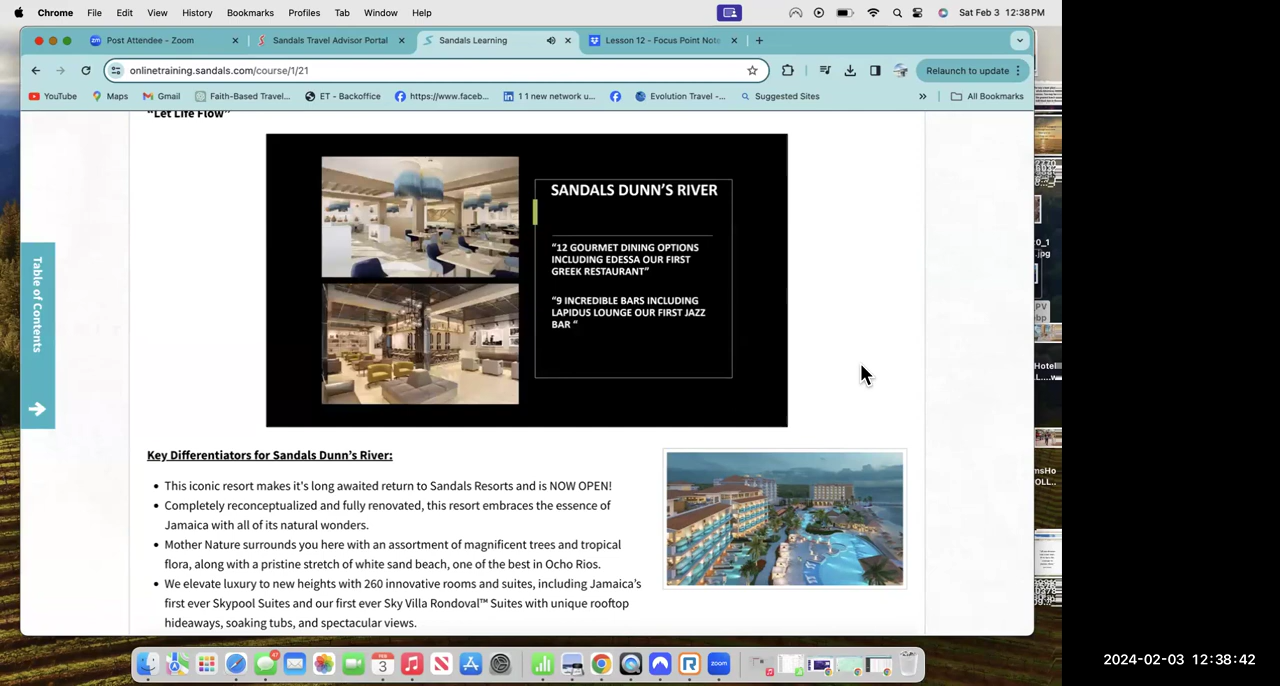 Chrome File Edit View History Bookmarks Profiles Tab Window Help Sat Feb 3 12:38 PM
Post Attendee - Zoom Sandals Travel Advisor Portal Sandals Learning Lesson 12 - Focus Point Note
onlinetraining.sandals.com/course/1/21 Relaunch to update
YouTube Maps Gmail Faith-Based Travel... ET - Backoffice https://www.faceb... 1 1 new network u... Evolution Travel -... Suggested Sites » All Bookmarks
"Let Life Flow"
SANDALS DUNN'S RIVER
"12 GOURMET DINING OPTIONS
INCLUDING EDESSA OUR FIRST
GREEK RESTAURANT"
"9 INCREDIBLE BARS INCLUDING
LAPIDUS LOUNGE OUR FIRST JAZZ
BAR "
Table of Contents
Key Differentiators for Sandals Dunn's River:
This iconic resort makes it's long awaited return to Sandals Resorts and is NOW OPEN!
Completely reconceptualized and fully renovated, this resort embraces the essence of
Jamaica with all of its natural wonders.
Mother Nature surrounds you here with an assortment of magnificent trees and tropical
flora, along with a pristine stretch of white sand beach, one of the best in Ocho Rios.
We elevate luxury to new heights with 260 innovative rooms and suites, including Jamaica's
first ever Skypool Suites and our first ever Sky Villa Rondoval™ Suites with unique rooftop
hideaways, soaking tubs, and spectacular views.
0_1
.jpg
PV
Hotel
47
FEB
3
zoom
2024-02-03 12:38:42